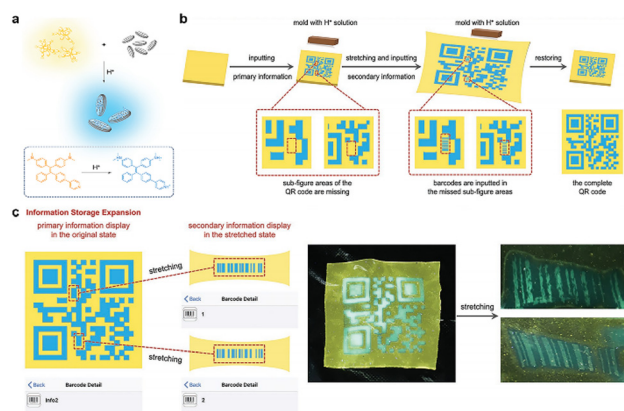 a
H⁺
H⁺
b
mold with H⁺ solution
mold with H⁺ solution
inputting
primary information
stretching and inputting
secondary information
restoring
sub-figure areas of the
QR code are missing
barcodes are inputted in
the missed sub-figure areas
the complete
QR code
c
Information Storage Expansion
primary information display
in the original state
secondary information display
in the stretched state
stretching
stretching
Back
Barcode Detail
1
Back
Barcode Detail
2
Back
Barcode Detail
Info2
stretching